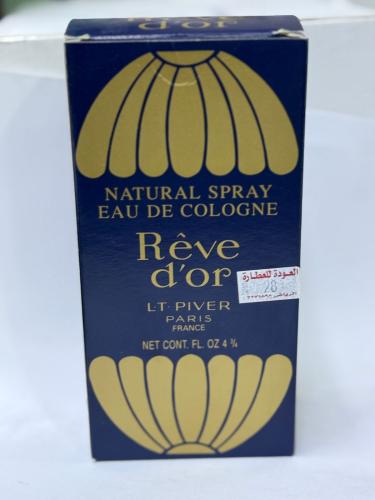 NATURAL SPRAY
EAU DE COLOGNE
Rêve
d'or
العودة للعطارة
28
L.T. PIVER
PARIS
FRANCE
NET CONT. FL. OZ 4 ¾